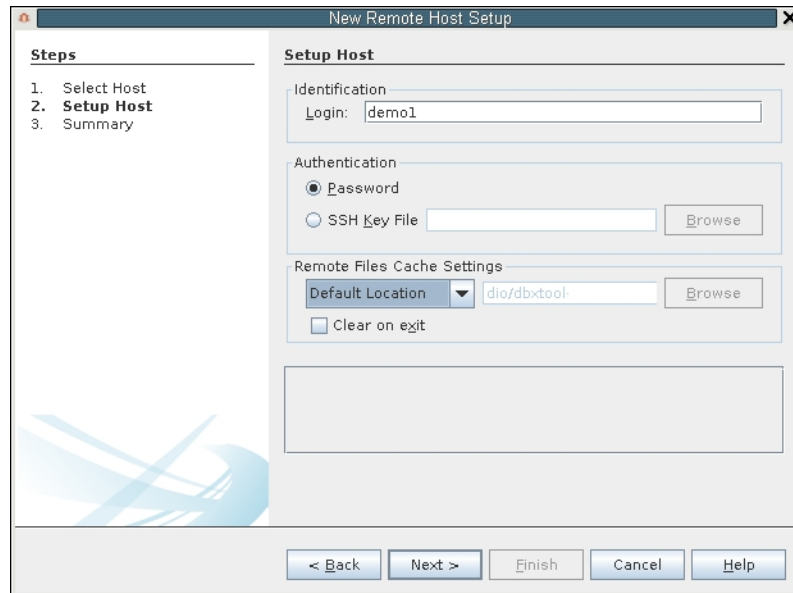 New Remote Host Setup
Steps
1. Select Host
2. Setup Host
3. Summary
Setup Host
Identification
Login: demo1
Authentication
Password
SSH Key File
Browse
Remote Files Cache Settings
Default Location
dio/dbxtool-
Browse
Clear on exit
< Back
Next >
Finish
Cancel
Help